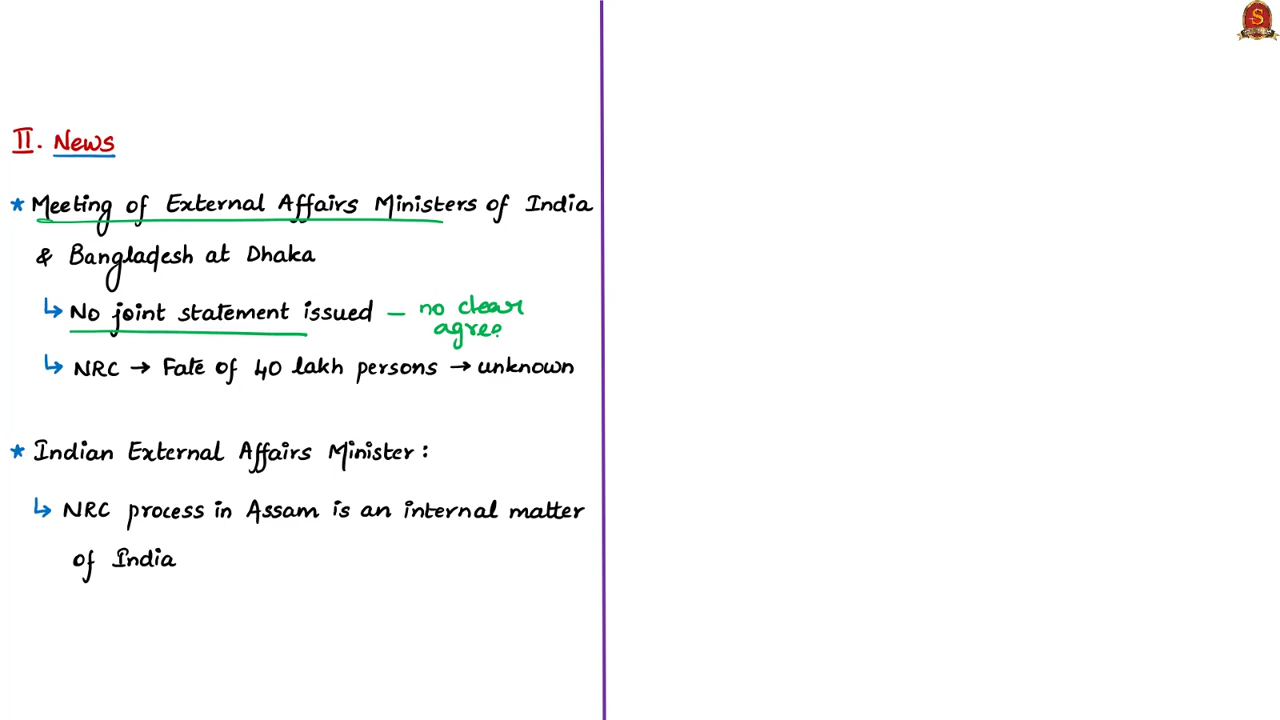 II. News
* Meeting of External Affairs Ministers of India
& Bangladesh at Dhaka
↳ No joint statement issued – no clear
agree
↳ NRC → Fate of 40 lakh persons → unknown
* Indian External Affairs Minister :
↳ NRC process in Assam is an internal matter
of India
S